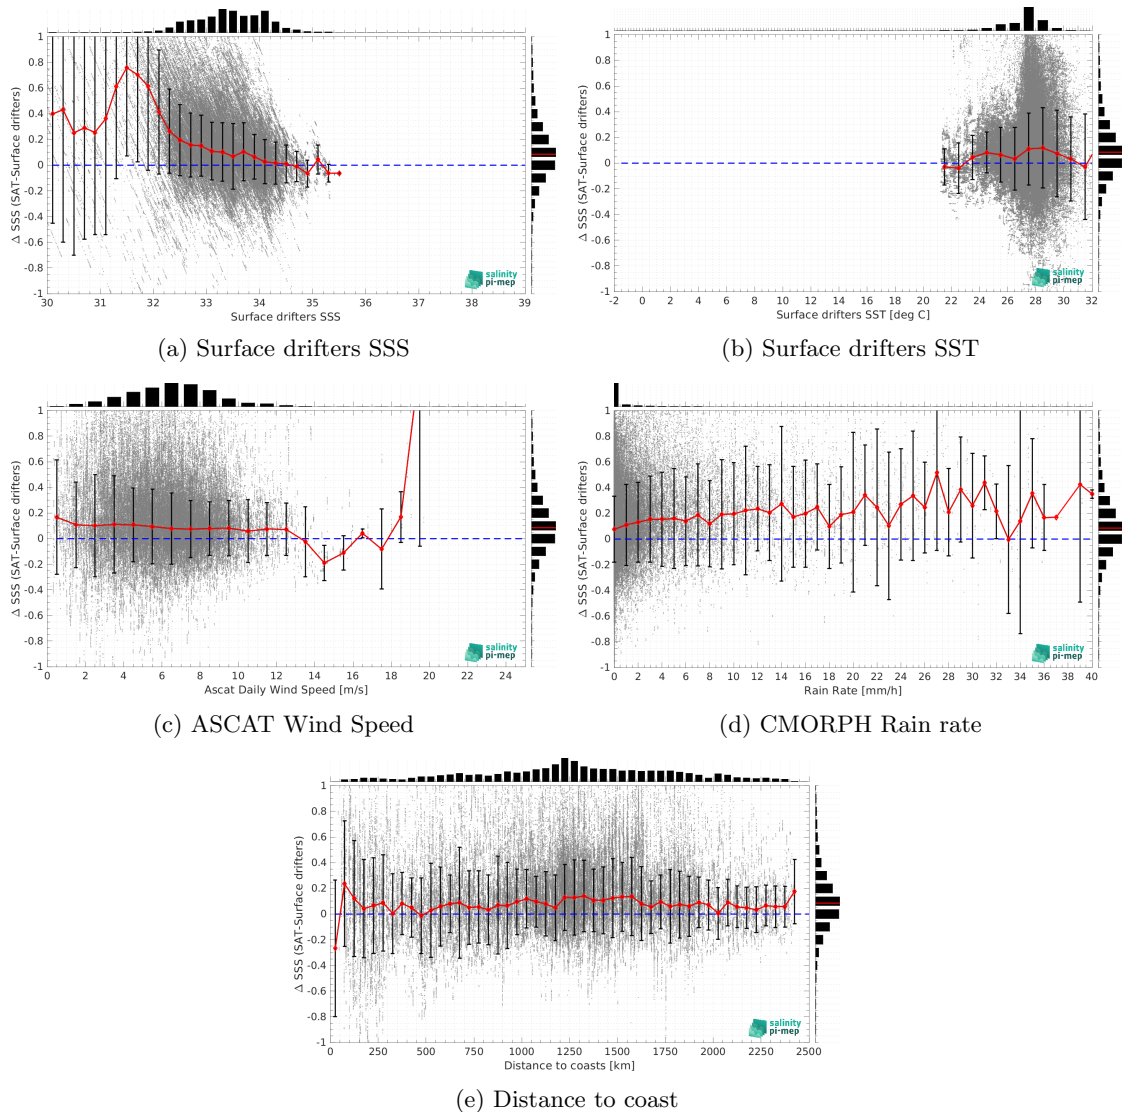 Δ SSS (SAT-Surface drifters)
1
0.8
0.6
0.4
0.2
0
-0.2
-0.4
-0.6
-0.8
-1
30 31 32 33 34 35 36 37 38 39
Surface drifters SSS
salinity
pi-mep
(a) Surface drifters SSS
Δ SSS (SAT-Surface drifters)
1
0.8
0.6
0.4
0.2
0
-0.2
-0.4
-0.6
-0.8
-1
-2 0 2 4 6 8 10 12 14 16 18 20 22 24 26 28 30 32
Surface drifters SST [deg C]
salinity
pi-mep
(b) Surface drifters SST
Δ SSS (SAT-Surface drifters)
1
0.8
0.6
0.4
0.2
0
-0.2
-0.4
-0.6
-0.8
-1
0 2 4 6 8 10 12 14 16 18 20 22 24
Ascat Daily Wind Speed [m/s]
salinity
pi-mep
(c) ASCAT Wind Speed
Δ SSS (SAT-Surface drifters)
1
0.8
0.6
0.4
0.2
0
-0.2
-0.4
-0.6
-0.8
-1
0 2 4 6 8 10 12 14 16 18 20 22 24 26 28 30 32 34 36 38 40
Rain Rate [mm/h]
salinity
pi-mep
(d) CMORPH Rain rate
Δ SSS (SAT-Surface drifters)
1
0.8
0.6
0.4
0.2
0
-0.2
-0.4
-0.6
-0.8
-1
0 250 500 750 1000 1250 1500 1750 2000 2250 2500
Distance to coasts [km]
salinity
pi-mep
(e) Distance to coast